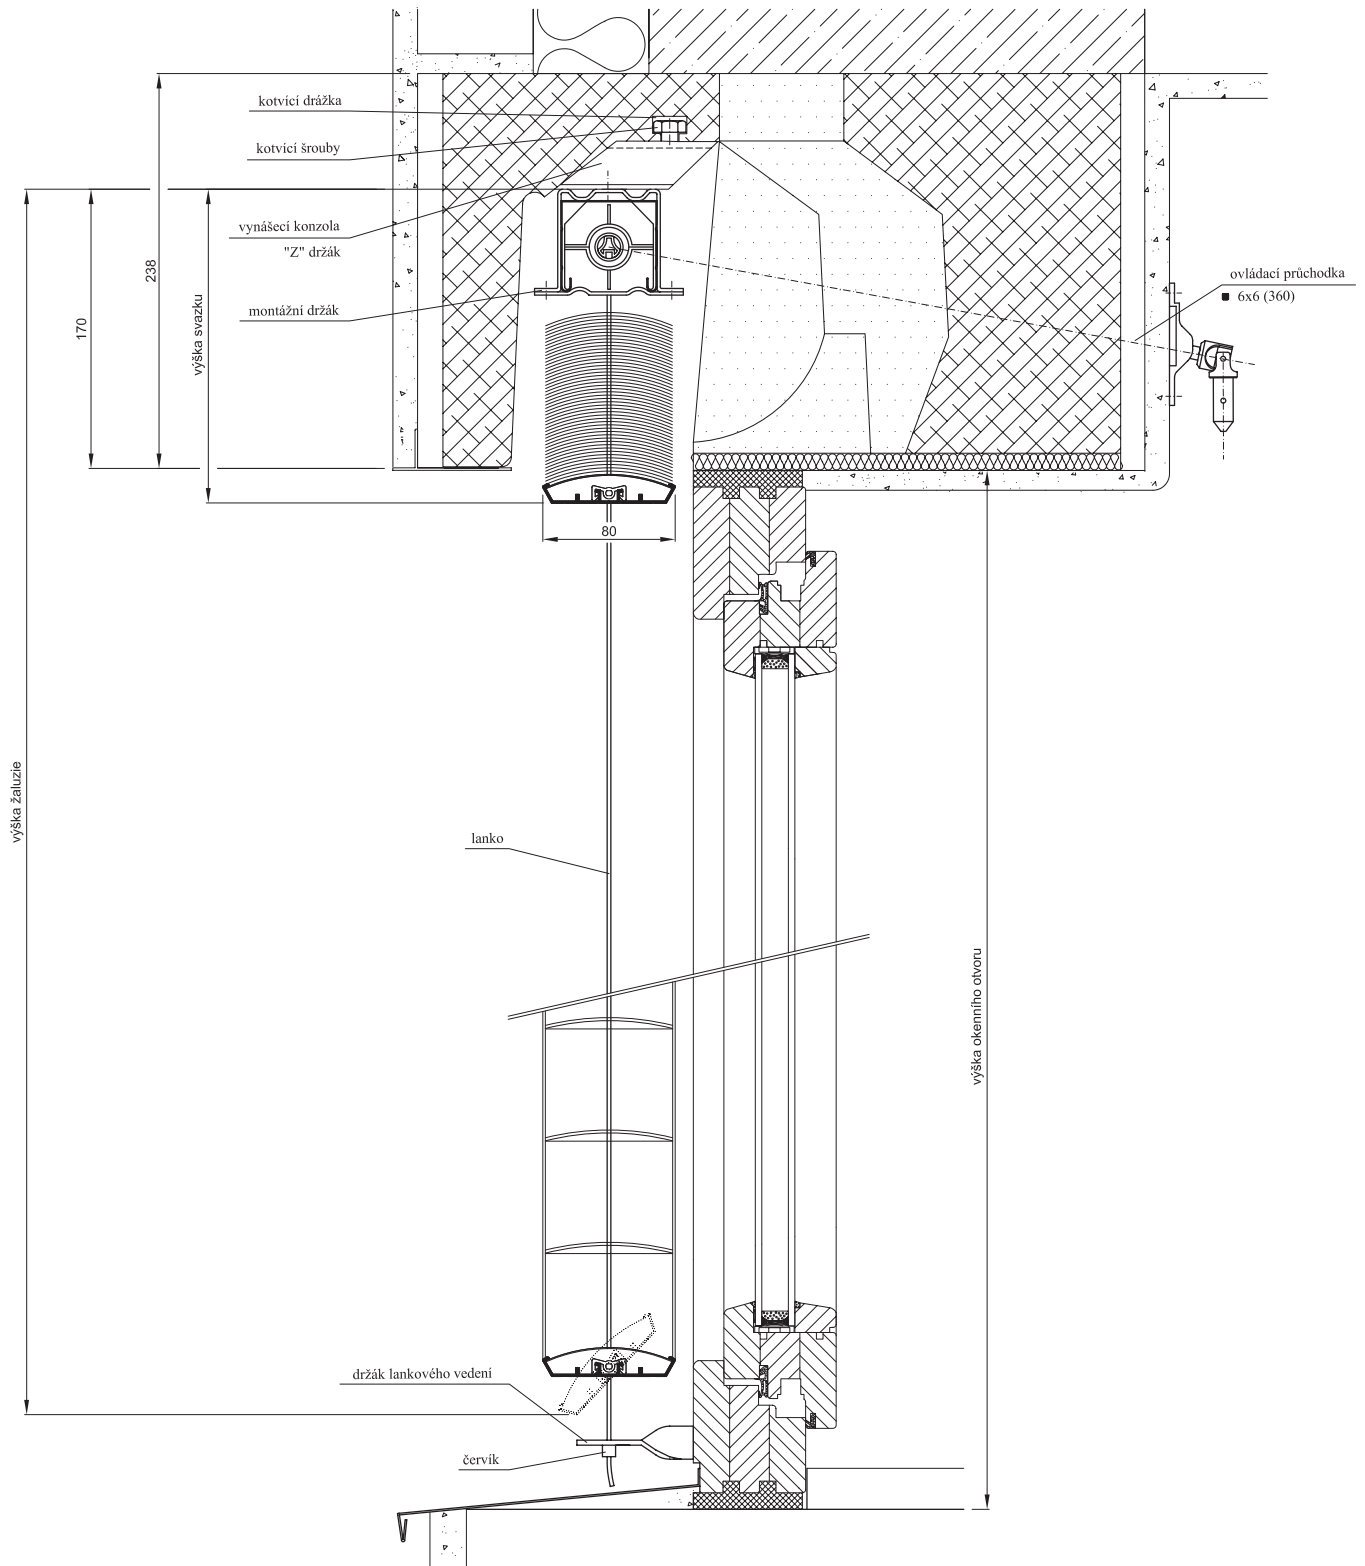 kotvící drážka
kotvící šrouby
vynášecí konzola
"Z" držák
montážní držák
238
170
výška svazku
ovládací průchodka
6x6 (360)
80
výška žaluzie
lanko
výška okenního otvoru
držák lankového vedení
červík